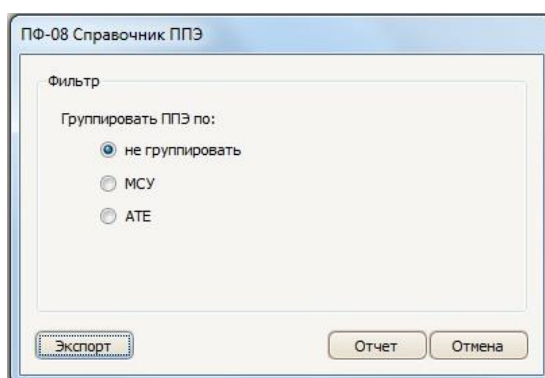 ПФ-08 Справочник ППЭ
Фильтр
Группировать ППЭ по:
не группировать
МСУ
АТЕ
Экспорт Отчет Отмена